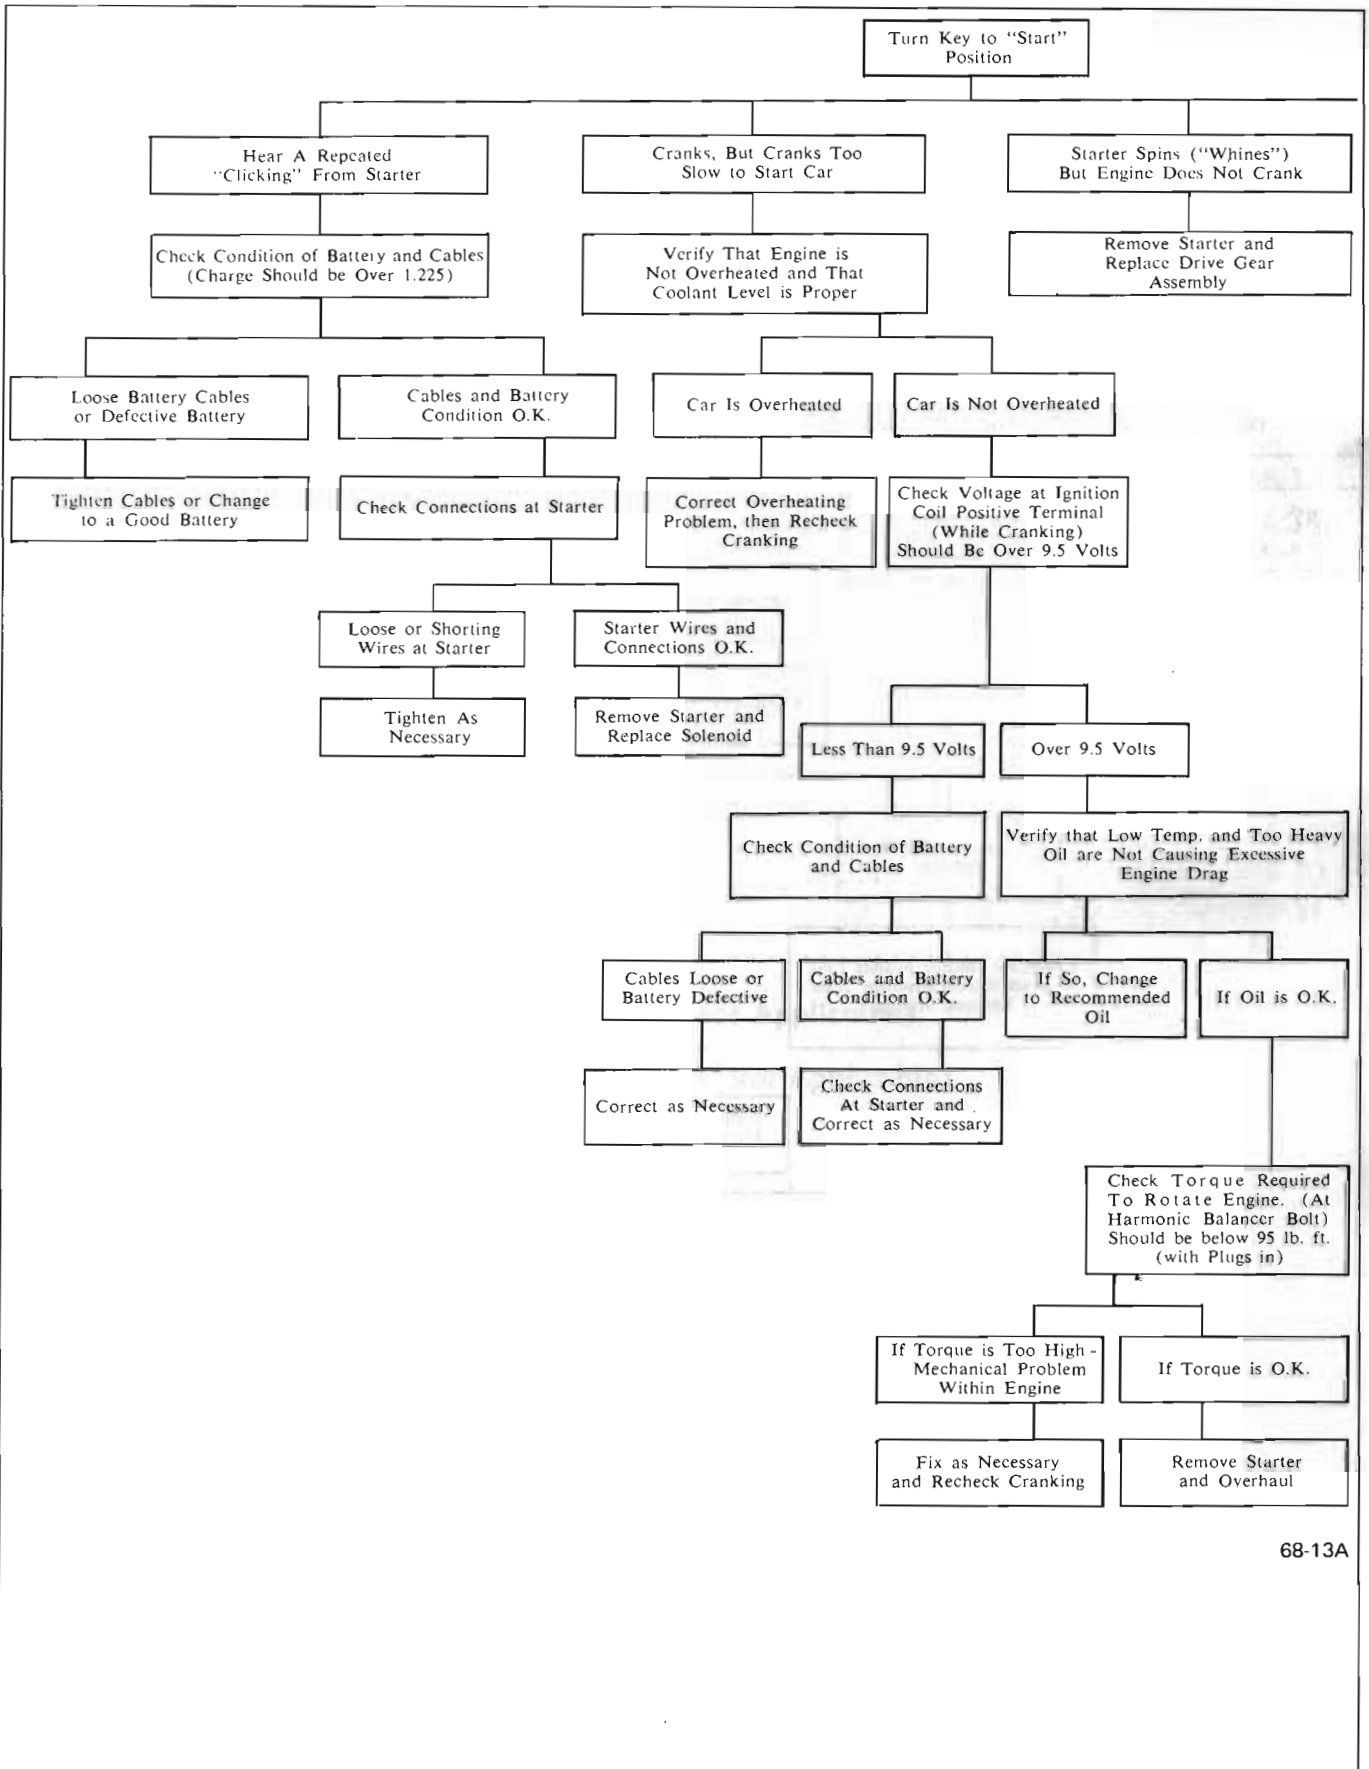 Turn Key to “Start”
Position
Hear A Repeated
“Clicking” From Starter
Cranks, But Cranks Too
Slow to Start Car
Starter Spins (“Whines”)
But Engine Does Not Crank
Check Condition of Battery and Cables
(Charge Should be Over 1.225)
Verify That Engine is
Not Overheated and That
Coolant Level is Proper
Remove Starter and
Replace Drive Gear
Assembly
Loose Battery Cables
or Defective Battery
Cables and Battery
Condition O.K.
Car Is Overheated
Car Is Not Overheated
Tighten Cables or Change
to a Good Battery
Check Connections at Starter
Correct Overheating
Problem, then Recheck
Cranking
Check Voltage at Ignition
Coil Positive Terminal
(While Cranking)
Should Be Over 9.5 Volts
Loose or Shorting
Wires at Starter
Starter Wires and
Connections O.K.
Tighten As
Necessary
Remove Starter and
Replace Solenoid
Less Than 9.5 Volts
Over 9.5 Volts
Check Condition of Battery
and Cables
Verify that Low Temp. and Too Heavy
Oil are Not Causing Excessive
Engine Drag
Cables Loose or
Battery Defective
Cables and Battery
Condition O.K.
If So, Change
to Recommended
Oil
If Oil is O.K.
Correct as Necessary
Check Connections
At Starter and
Correct as Necessary
Check Torque Required
To Rotate Engine. (At
Harmonic Balancer Bolt)
Should be below 95 lb. ft.
(with Plugs in)
If Torque is Too High -
Mechanical Problem
Within Engine
If Torque is O.K.
Fix as Necessary
and Recheck Cranking
Remove Starter
and Overhaul
68-13A